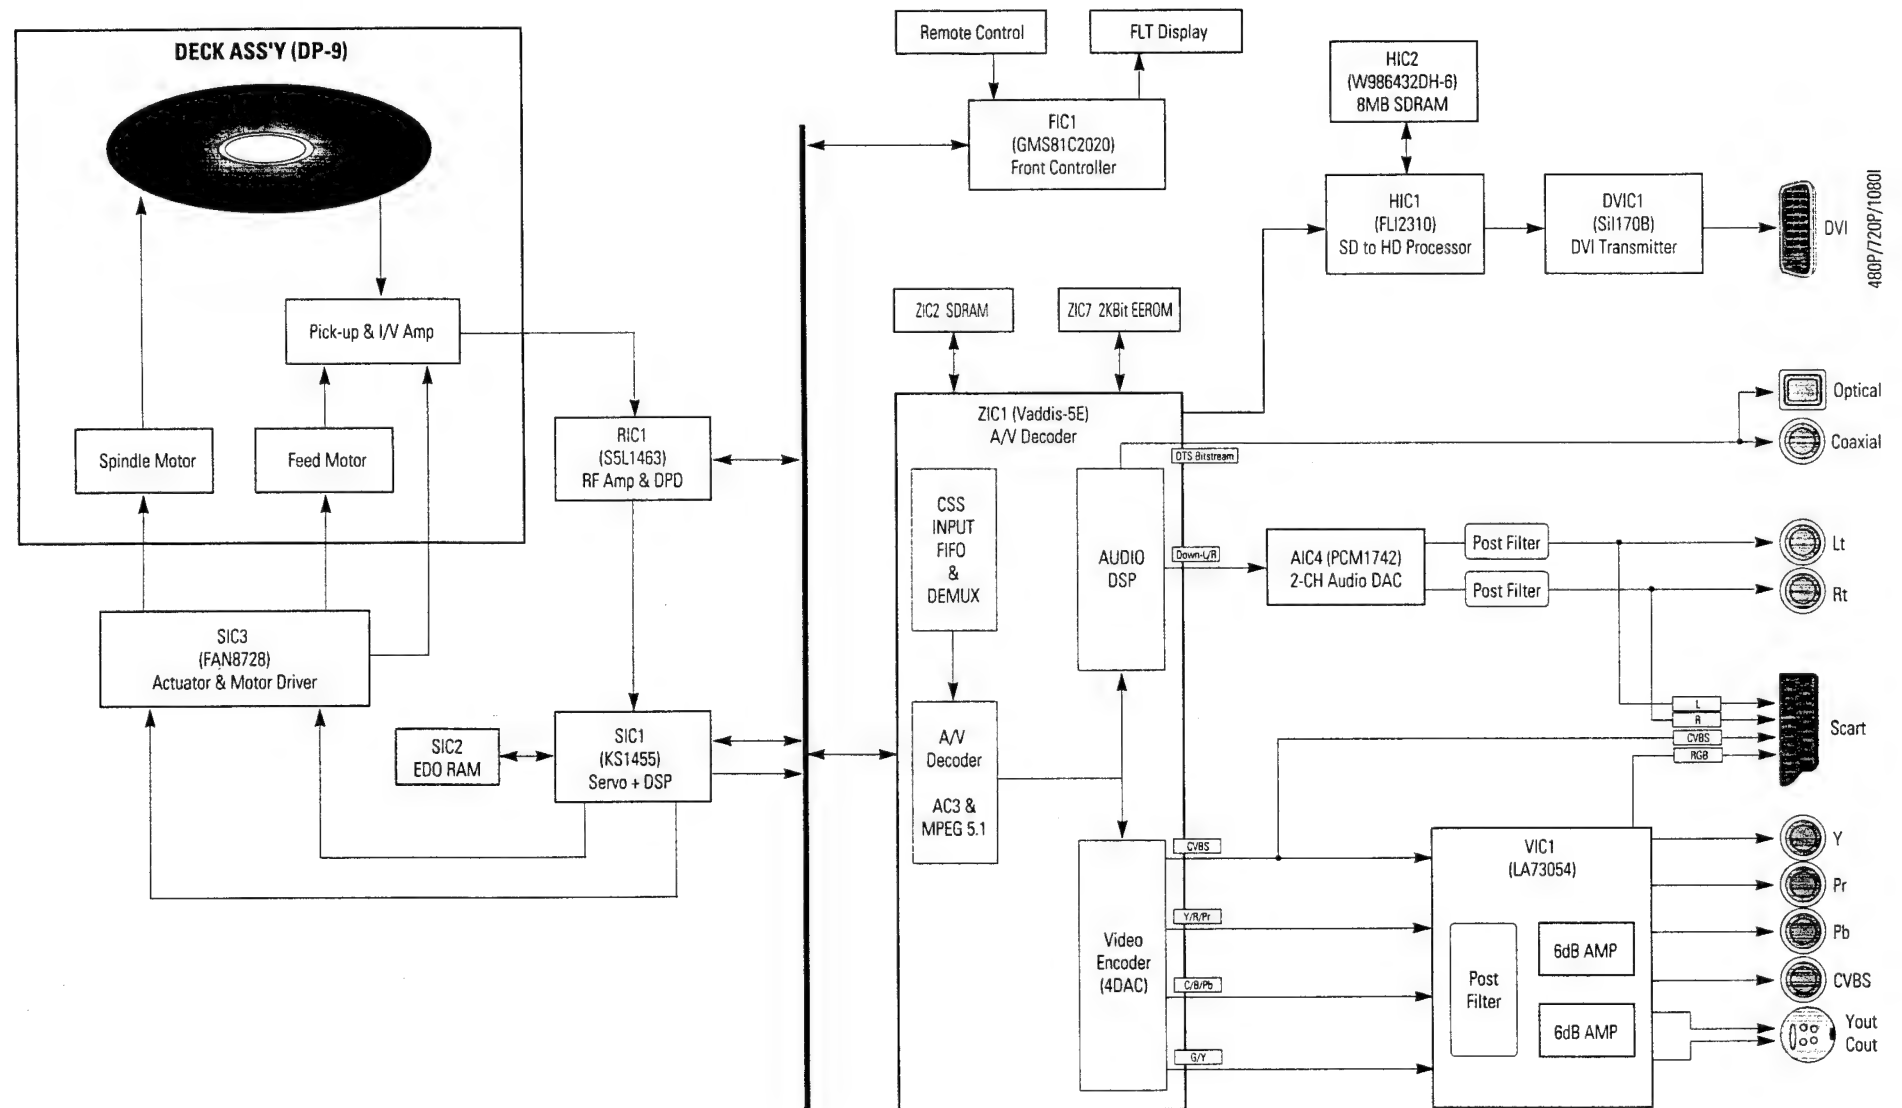 DECK ASS'Y (DP-9)
Pick-up & I/V Amp
Spindle Motor
Feed Motor
RIC1
(S5L1463)
RF Amp & DPD
SIC3
(FAN8728)
Actuator & Motor Driver
SIC2
EDO RAM
SIC1
(KS1455)
Servo + DSP
Remote Control
FLT Display
FIC1
(GMS81C2020)
Front Controller
HIC2
(W986432DH-6)
8MB SDRAM
HIC1
(FLI2310)
SD to HD Processor
DVIC1
(SiI170B)
DVI Transmitter
DVI
480P/720P/1080I
ZIC2 SDRAM
ZIC7 2KBit EEROM
ZIC1 (Vaddis-5E)
A/V Decoder
DTS Bitstream
Optical
Coaxial
CSS
INPUT
FIFO
&
DEMUX
AUDIO
DSP
Down-L/R
AIC4 (PCM1742)
2-CH Audio DAC
Post Filter
Post Filter
Lt
Rt
L
R
CVBS
RGB
Scart
A/V
Decoder
AC3 &
MPEG 5.1
Video
Encoder
(4DAC)
CVBS
Y/R/Pr
C/B/Pb
G/Y
VIC1
(LA73054)
Post
Filter
6dB AMP
6dB AMP
Y
Pr
Pb
CVBS
Yout
Cout